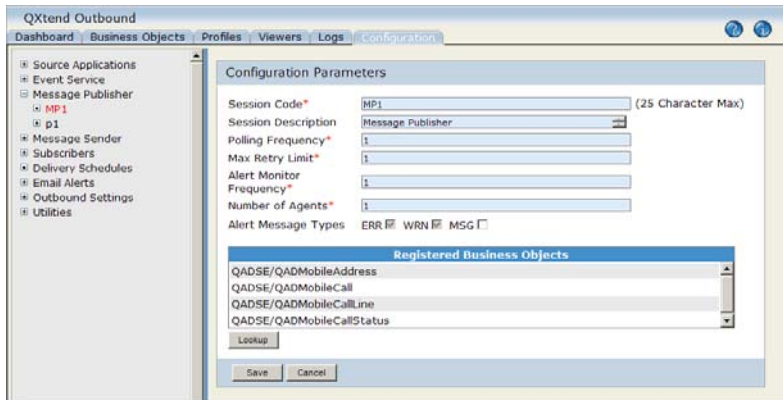 QXtend Outbound
Dashboard Business Objects Profiles Viewers Logs Configuration
Source Applications
Event Service
Message Publisher
MP1
p1
Message Sender
Subscribers
Delivery Schedules
Email Alerts
Outbound Settings
Utilities
Configuration Parameters
Session Code* MP1 (25 Character Max)
Session Description Message Publisher
Polling Frequency* 1
Max Retry Limit* 1
Alert Monitor
Frequency* 1
Number of Agents* 1
Alert Message Types ERR WRN MSG
Registered Business Objects
QADSE/QADMobileAddress
QADSE/QADMobileCall
QADSE/QADMobileCallLine
QADSE/QADMobileCallStatus
Lookup
Save Cancel